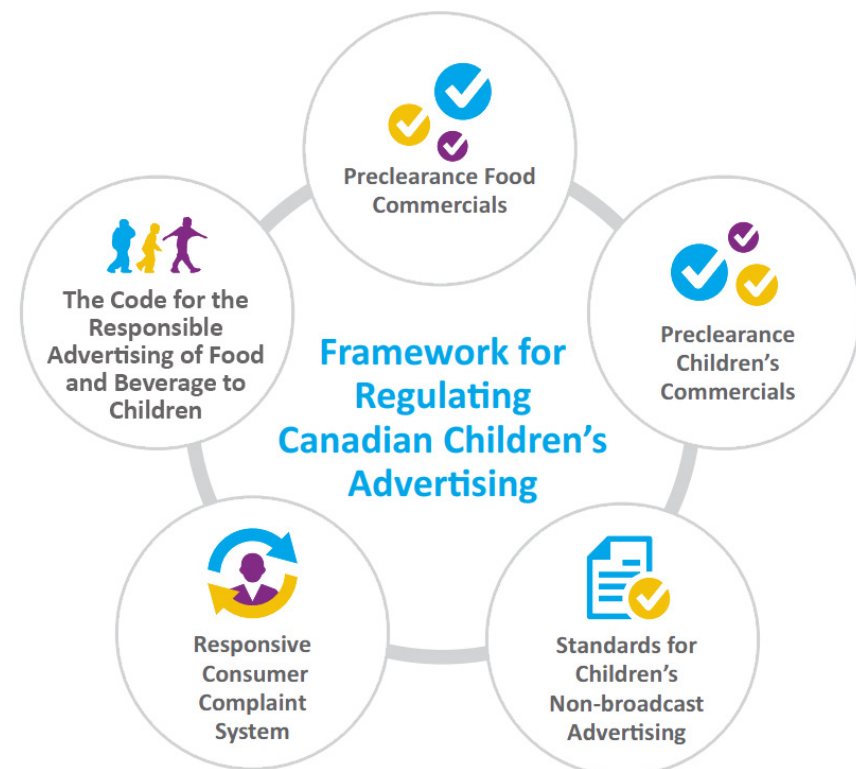 Preclearance Food
Commercials
The Code for the
Responsible
Advertising of Food
and Beverage to
Children
Preclearance
Children's
Commercials
Framework for
Regulating
Canadian Children's
Advertising
Responsive
Consumer
Complaint
System
Standards for
Children's
Non-broadcast
Advertising